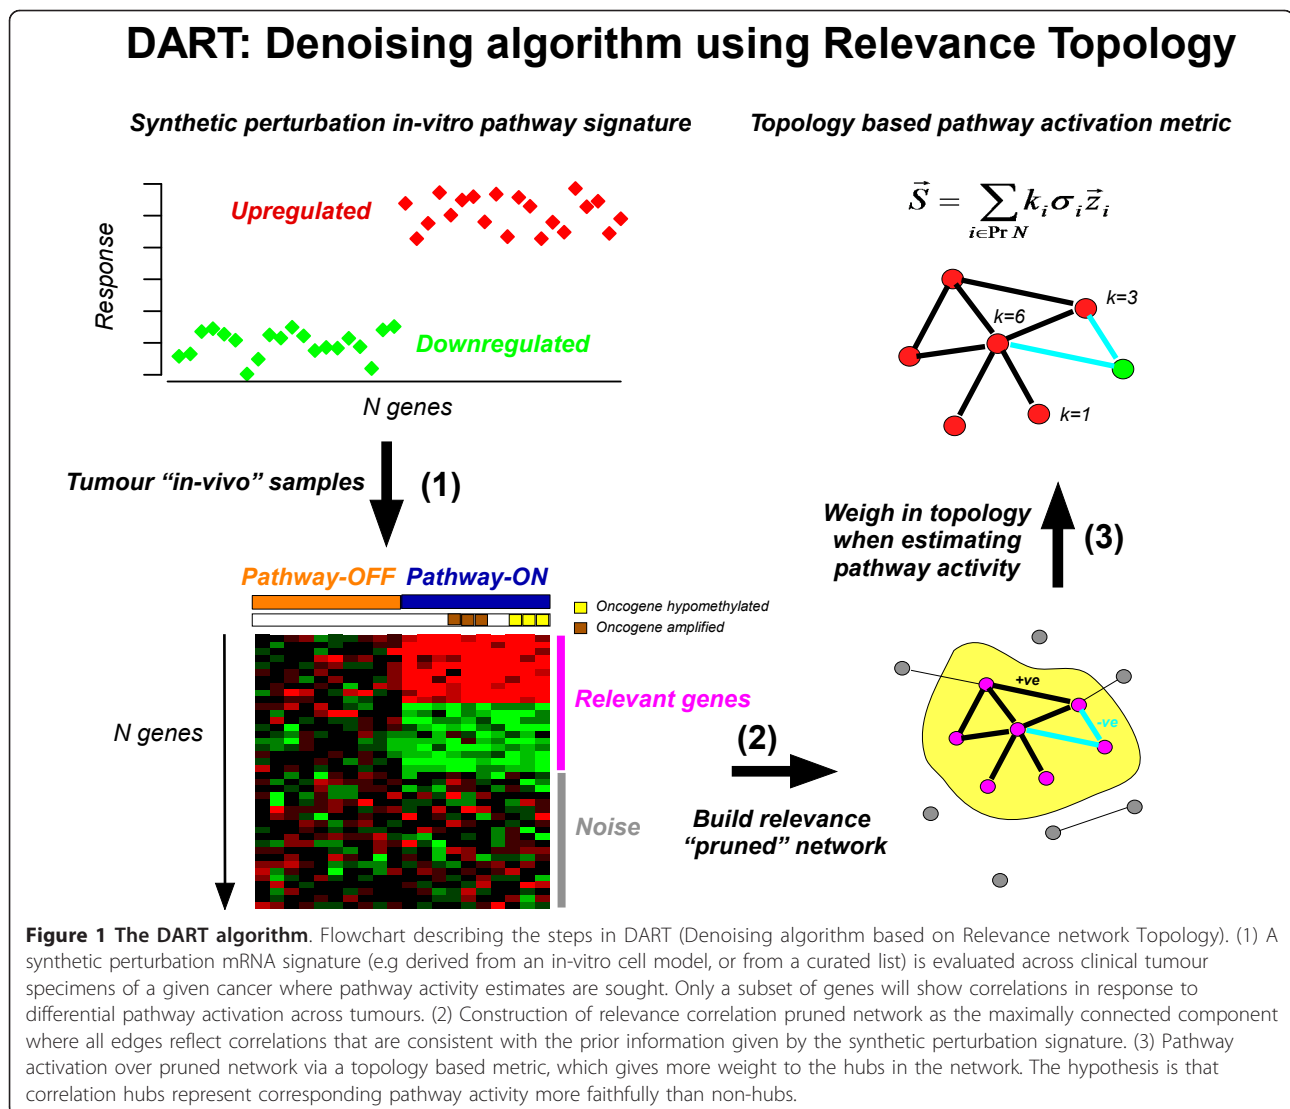 DART: Denoising algorithm using Relevance Topology
Synthetic perturbation in-vitro pathway signature
Response
Upregulated
Downregulated
N genes
Tumour “in-vivo” samples
(1)
Pathway-OFF
Pathway-ON
Oncogene hypomethylated
Oncogene amplified
N genes
Relevant genes
Noise
(2)
Build relevance
“pruned” network
+ve
-ve
Weigh in topology
when estimating
pathway activity
(3)
Topology based pathway activation metric
S⃗ = ∑ i∈Pr N k_i σ_i z⃗_i
k=3
k=6
k=1
Figure 1 The DART algorithm. Flowchart describing the steps in DART (Denoising algorithm based on Relevance network Topology). (1) A
synthetic perturbation mRNA signature (e.g derived from an in-vitro cell model, or from a curated list) is evaluated across clinical tumour
specimens of a given cancer where pathway activity estimates are sought. Only a subset of genes will show correlations in response to
differential pathway activation across tumours. (2) Construction of relevance correlation pruned network as the maximally connected component
where all edges reflect correlations that are consistent with the prior information given by the synthetic perturbation signature. (3) Pathway
activation over pruned network via a topology based metric, which gives more weight to the hubs in the network. The hypothesis is that
correlation hubs represent corresponding pathway activity more faithfully than non-hubs.